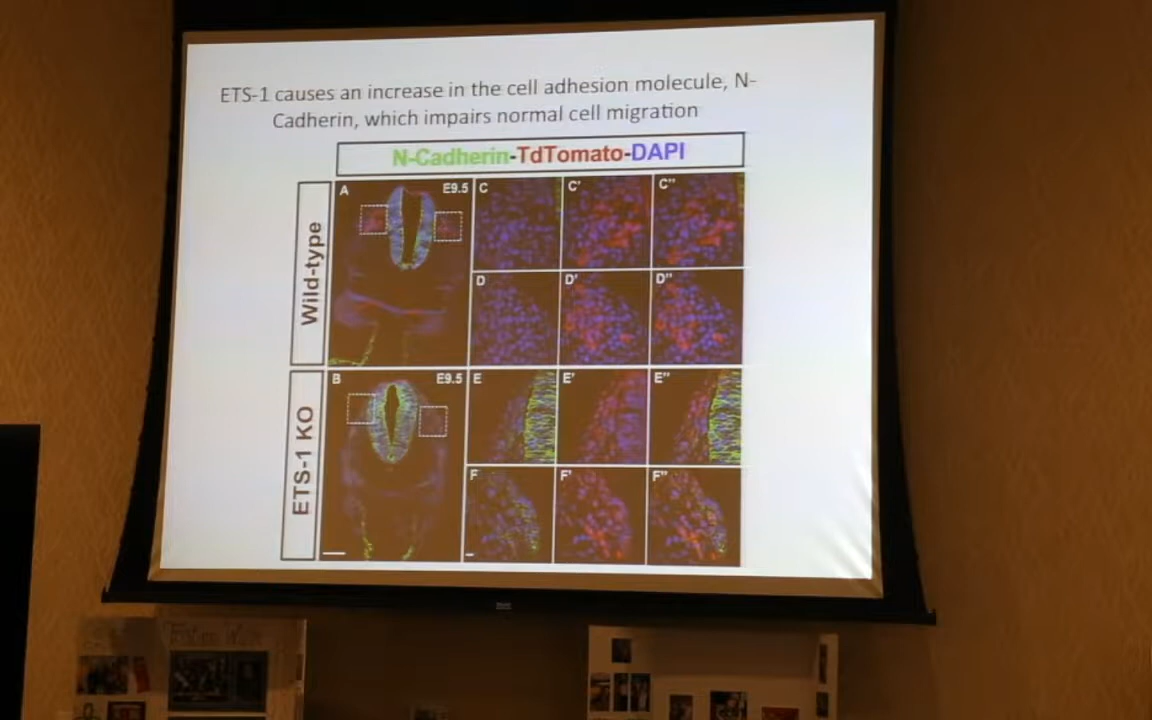 ETS-1 causes an increase in the cell adhesion molecule, N-
Cadherin, which impairs normal cell migration
N-Cadherin-TdTomato-DAPI
Wild-type
A
E9.5
C
C'
C"
D
D'
D"
ETS-1 KO
B
E9.5
E
E'
E"
F
F'
F"